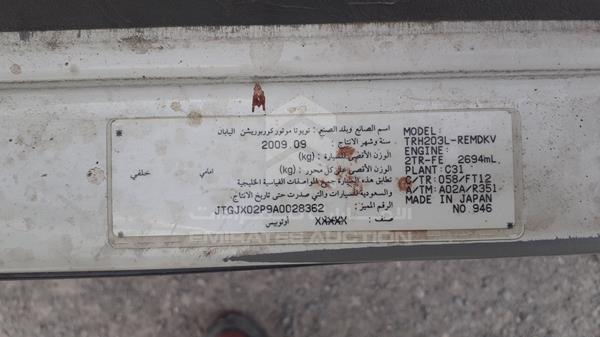 اسم الصانع وبلد الصنع : تويوتا موتور كوربوريشن اليابان
سنة وشهر الانتاج : 2009.09
الوزن الأقصى للسيارة : (kg)
الوزن الأقصى على كل محور : (kg) امامي خلفي
تطابق هذه السيارة جميع المواصفات القياسية الخليجية
والسعودية للسيارات والتي صدرت حتى تاريخ الانتاج
الرقم المميز : JTGJX02P9A0028362
صنف : XXXXX أوتوبيس
MODEL:
TRH203L-REMDKV
ENGINE:
2TR-FE 2694mL,
PLANT: C31
C/TR: 058/FT12
A/TM: A02A/R351
MADE IN JAPAN
NO.946
EMIRATES AUCTION